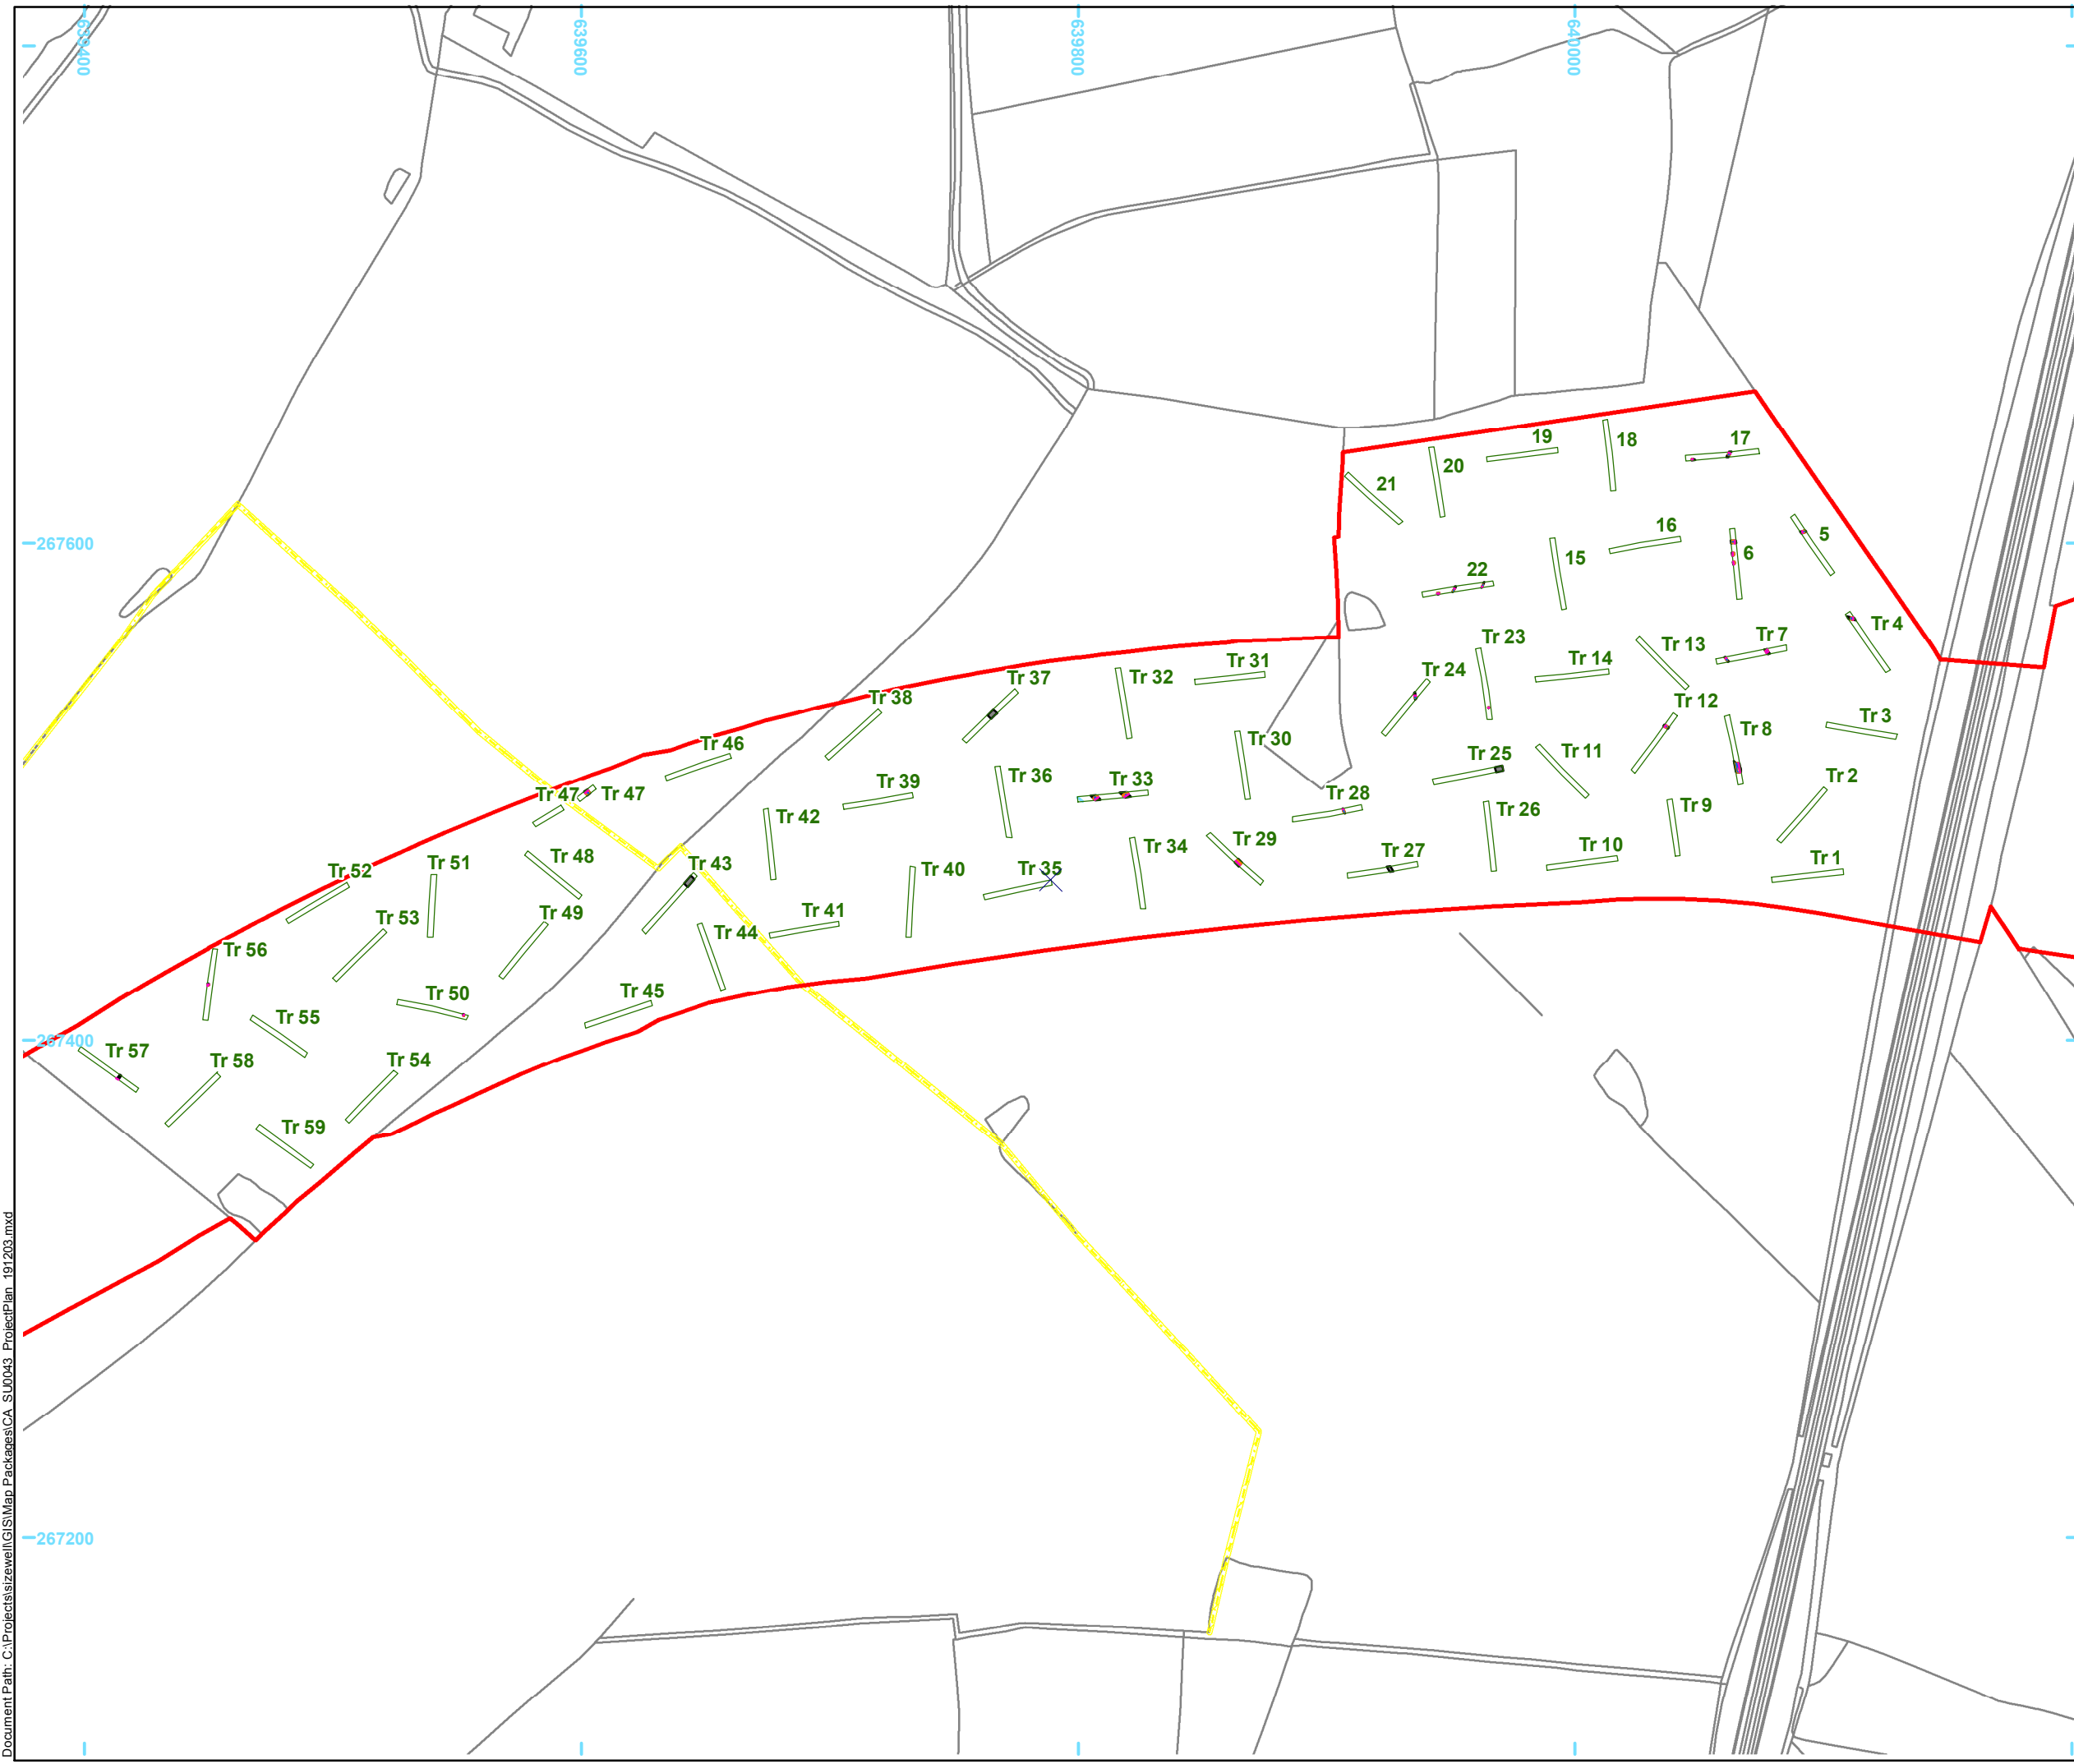 639400
639600
639800
640000
19
18
17
20
21
267600
16
5
15
6
22
Tr 4
Tr 23
Tr 13
Tr 7
Tr 14
Tr 31
Tr 24
Tr 32
Tr 37
Tr 38
Tr 12
Tr 3
Tr 8
Tr 30
Tr 46
Tr 11
Tr 25
Tr 2
Tr 36
Tr 33
Tr 39
Tr 47
Tr 47
Tr 28
Tr 9
Tr 26
Tr 42
Tr 29
Tr 34
Tr 27
Tr 10
Tr 48
Tr 51
Tr 43
Tr 1
Tr 35
Tr 40
Tr 52
Tr 41
Tr 49
Tr 53
Tr 44
Tr 56
Tr 45
Tr 50
Tr 55
267400
Tr 57
Tr 58
Tr 54
Tr 59
267200
Document Path: C:\Projects\sizewell\GIS\Map Packages\CA_SU0043_ProjectPlan_191203.mxd